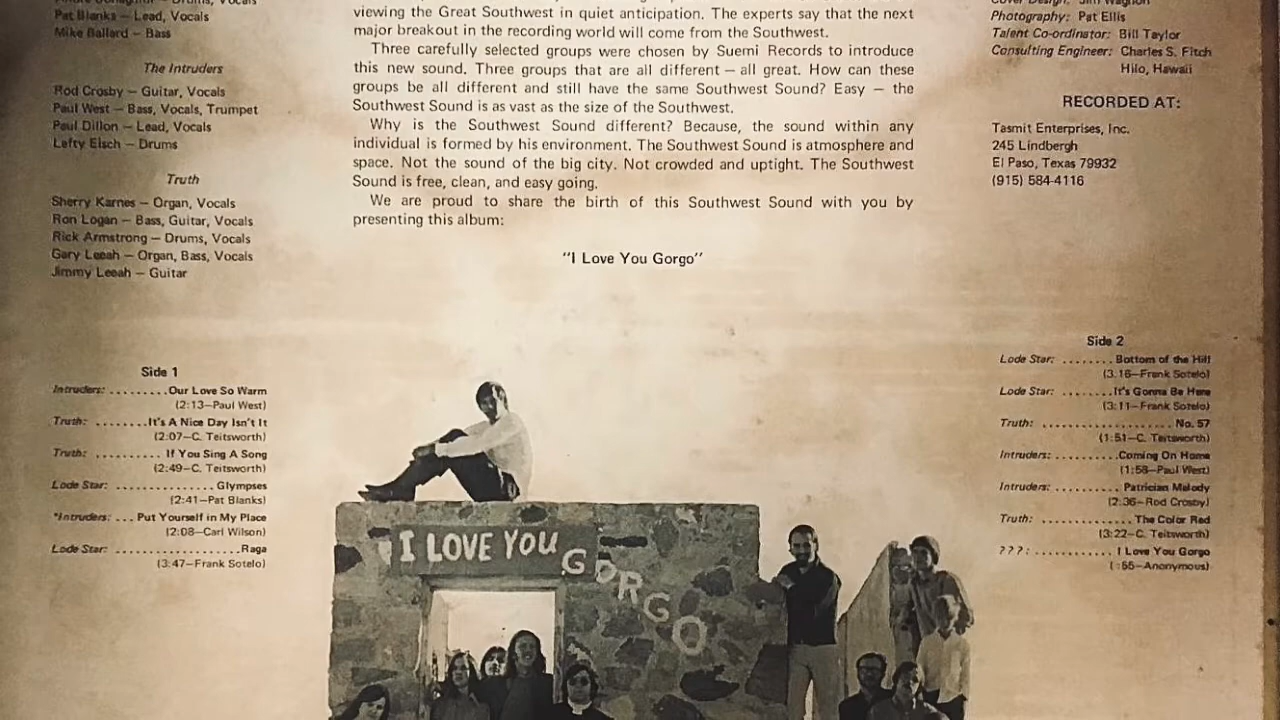 Pat Blanks — Lead, Vocals
Mike Ballard — Bass
The Intruders
Rod Crosby — Guitar, Vocals
Paul West — Bass, Vocals, Trumpet
Paul Dillon — Lead, Vocals
Lefty Elsch — Drums
Truth
Sherry Karnes — Organ, Vocals
Ron Logan — Bass, Guitar, Vocals
Rick Armstrong — Drums, Vocals
Gary Leeah — Organ, Bass, Vocals
Jimmy Leeah — Guitar
viewing the Great Southwest in quiet anticipation. The experts say that the next
major breakout in the recording world will come from the Southwest.
Three carefully selected groups were chosen by Suemi Records to introduce
this new sound. Three groups that are all different — all great. How can these
groups be all different and still have the same Southwest Sound? Easy — the
Southwest Sound is as vast as the size of the Southwest.
Why is the Southwest Sound different? Because, the sound within any
individual is formed by his environment. The Southwest Sound is atmosphere and
space. Not the sound of the big city. Not crowded and uptight. The Southwest
Sound is free, clean, and easy going.
We are proud to share the birth of this Southwest Sound with you by
presenting this album:
"I Love You Gorgo"
Cover Design: Jim Wagnon
Photography: Pat Ellis
Talent Co-ordinator: Bill Taylor
Consulting Engineer: Charles S. Fitch
Hilo, Hawaii
RECORDED AT:
Tasmit Enterprises, Inc.
245 Lindbergh
El Paso, Texas 79932
(915) 584-4116
Side 1
Intruders: ........Our Love So Warm
(2:13—Paul West)
Truth: ........It's A Nice Day Isn't It
(2:07—C. Teitsworth)
Truth: .......... If You Sing A Song
(2:49—C. Teitsworth)
Lode Star: .............. Glympses
(2:41—Pat Blanks)
*Intruders: ... Put Yourself in My Place
(2:08—Carl Wilson)
Lode Star: ..................Raga
(3:47—Frank Sotelo)
Side 2
Lode Star: ........Bottom of the Hill
(3:16—Frank Sotelo)
Lode Star: .......It's Gonna Be Here
(3:11—Frank Sotelo)
Truth: .................... No. 57
(1:51—C. Teitsworth)
Intruders: ..........Coming On Home
(1:58—Paul West)
Intruders: .......... Patrician Melody
(2:36—Rod Crosby)
Truth: ..............The Color Red
(3:22—C. Teitsworth)
???: ............ I Love You Gorgo
( :55—Anonymous)
I LOVE YOU
GORGO